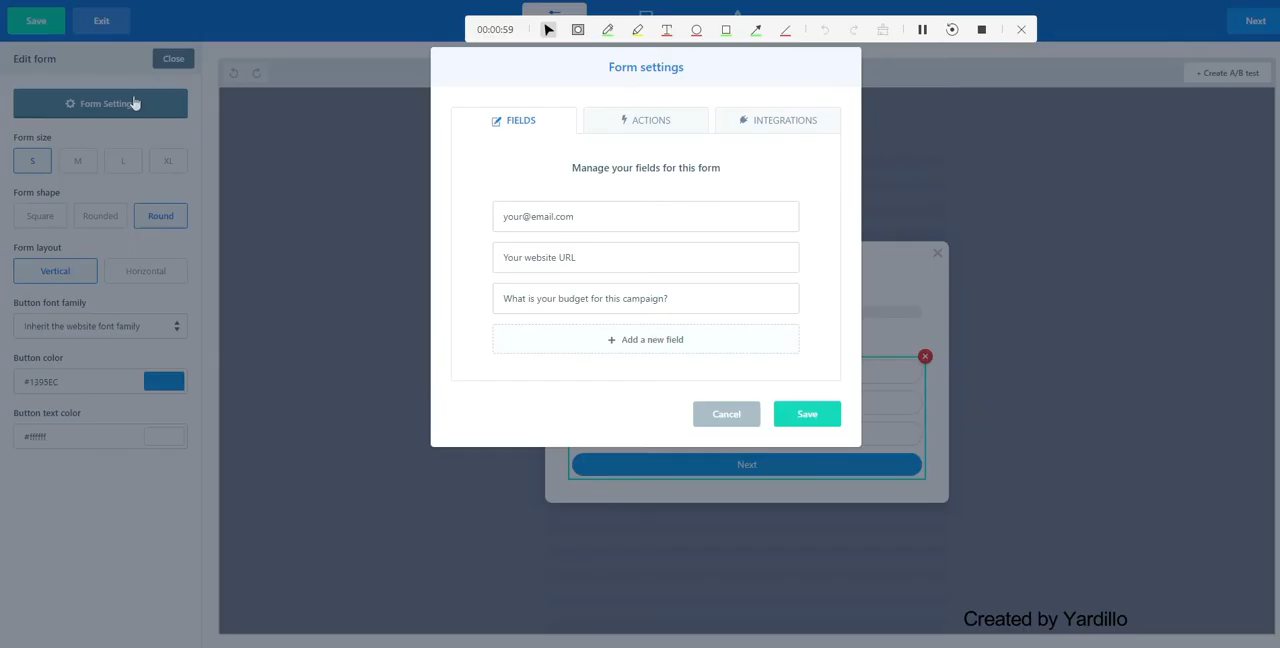 Save
Exit
00:00:59
Next
Edit form
Close
Form settings
+ Create A/B test
Form Setting
FIELDS
ACTIONS
INTEGRATIONS
Form size
S
M
L
XL
Manage your fields for this form
Form shape
Square
Rounded
Round
your@email.com
Form layout
Vertical
Horizontal
Your website URL
Button font family
Inherit the website font family
What is your budget for this campaign?
+ Add a new field
Button color
#1395EC
Button text color
#ffffff
Cancel
Save
Next
Created by Yardillo